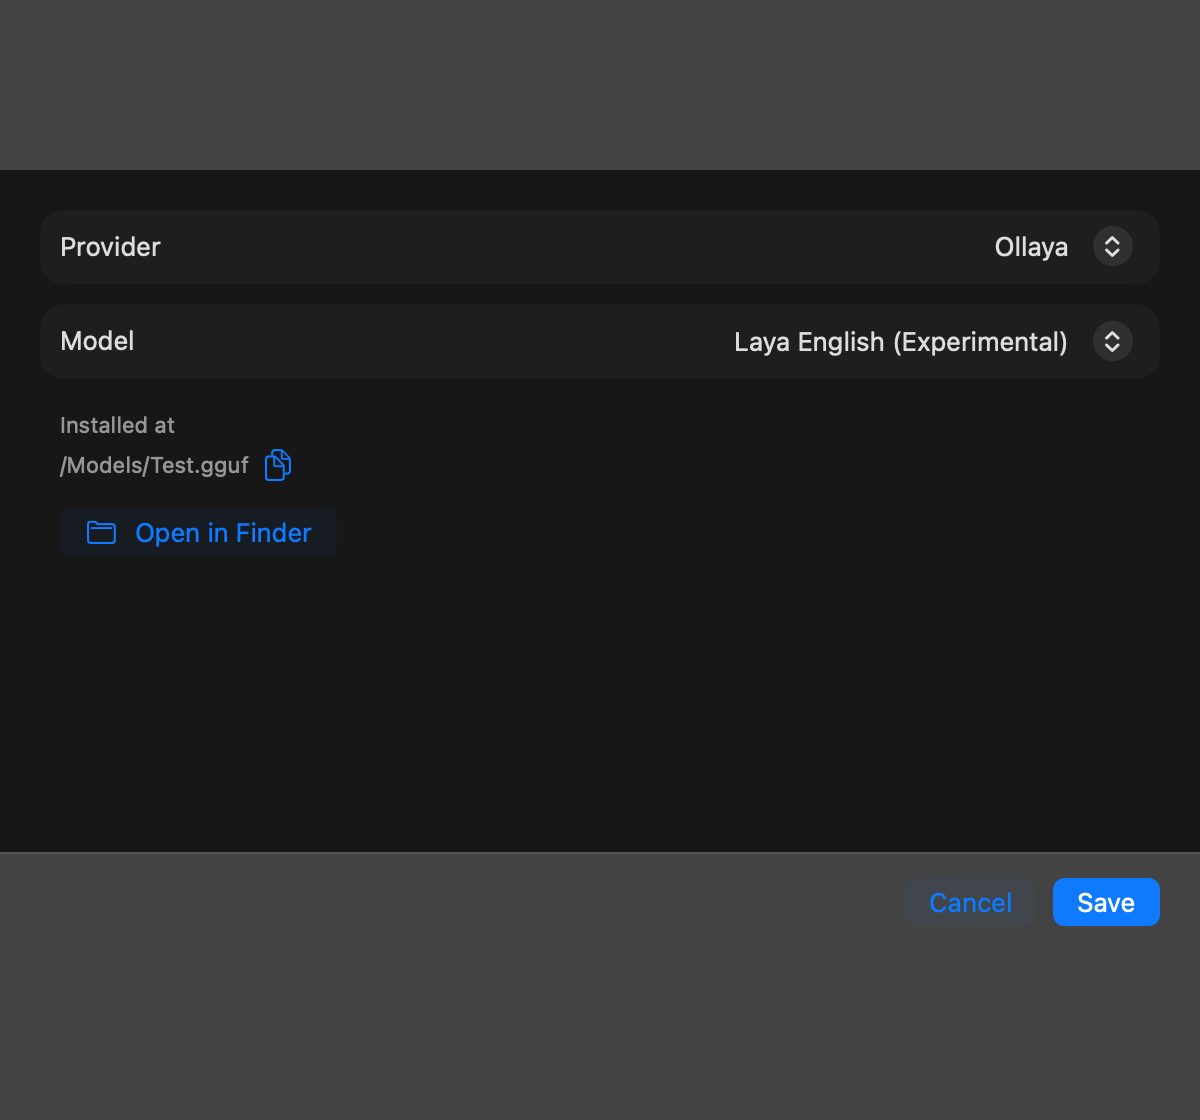 Provider
Ollaya
Model
Laya English (Experimental)
Installed at
/Models/Test.gguf
Open in Finder
Cancel
Save